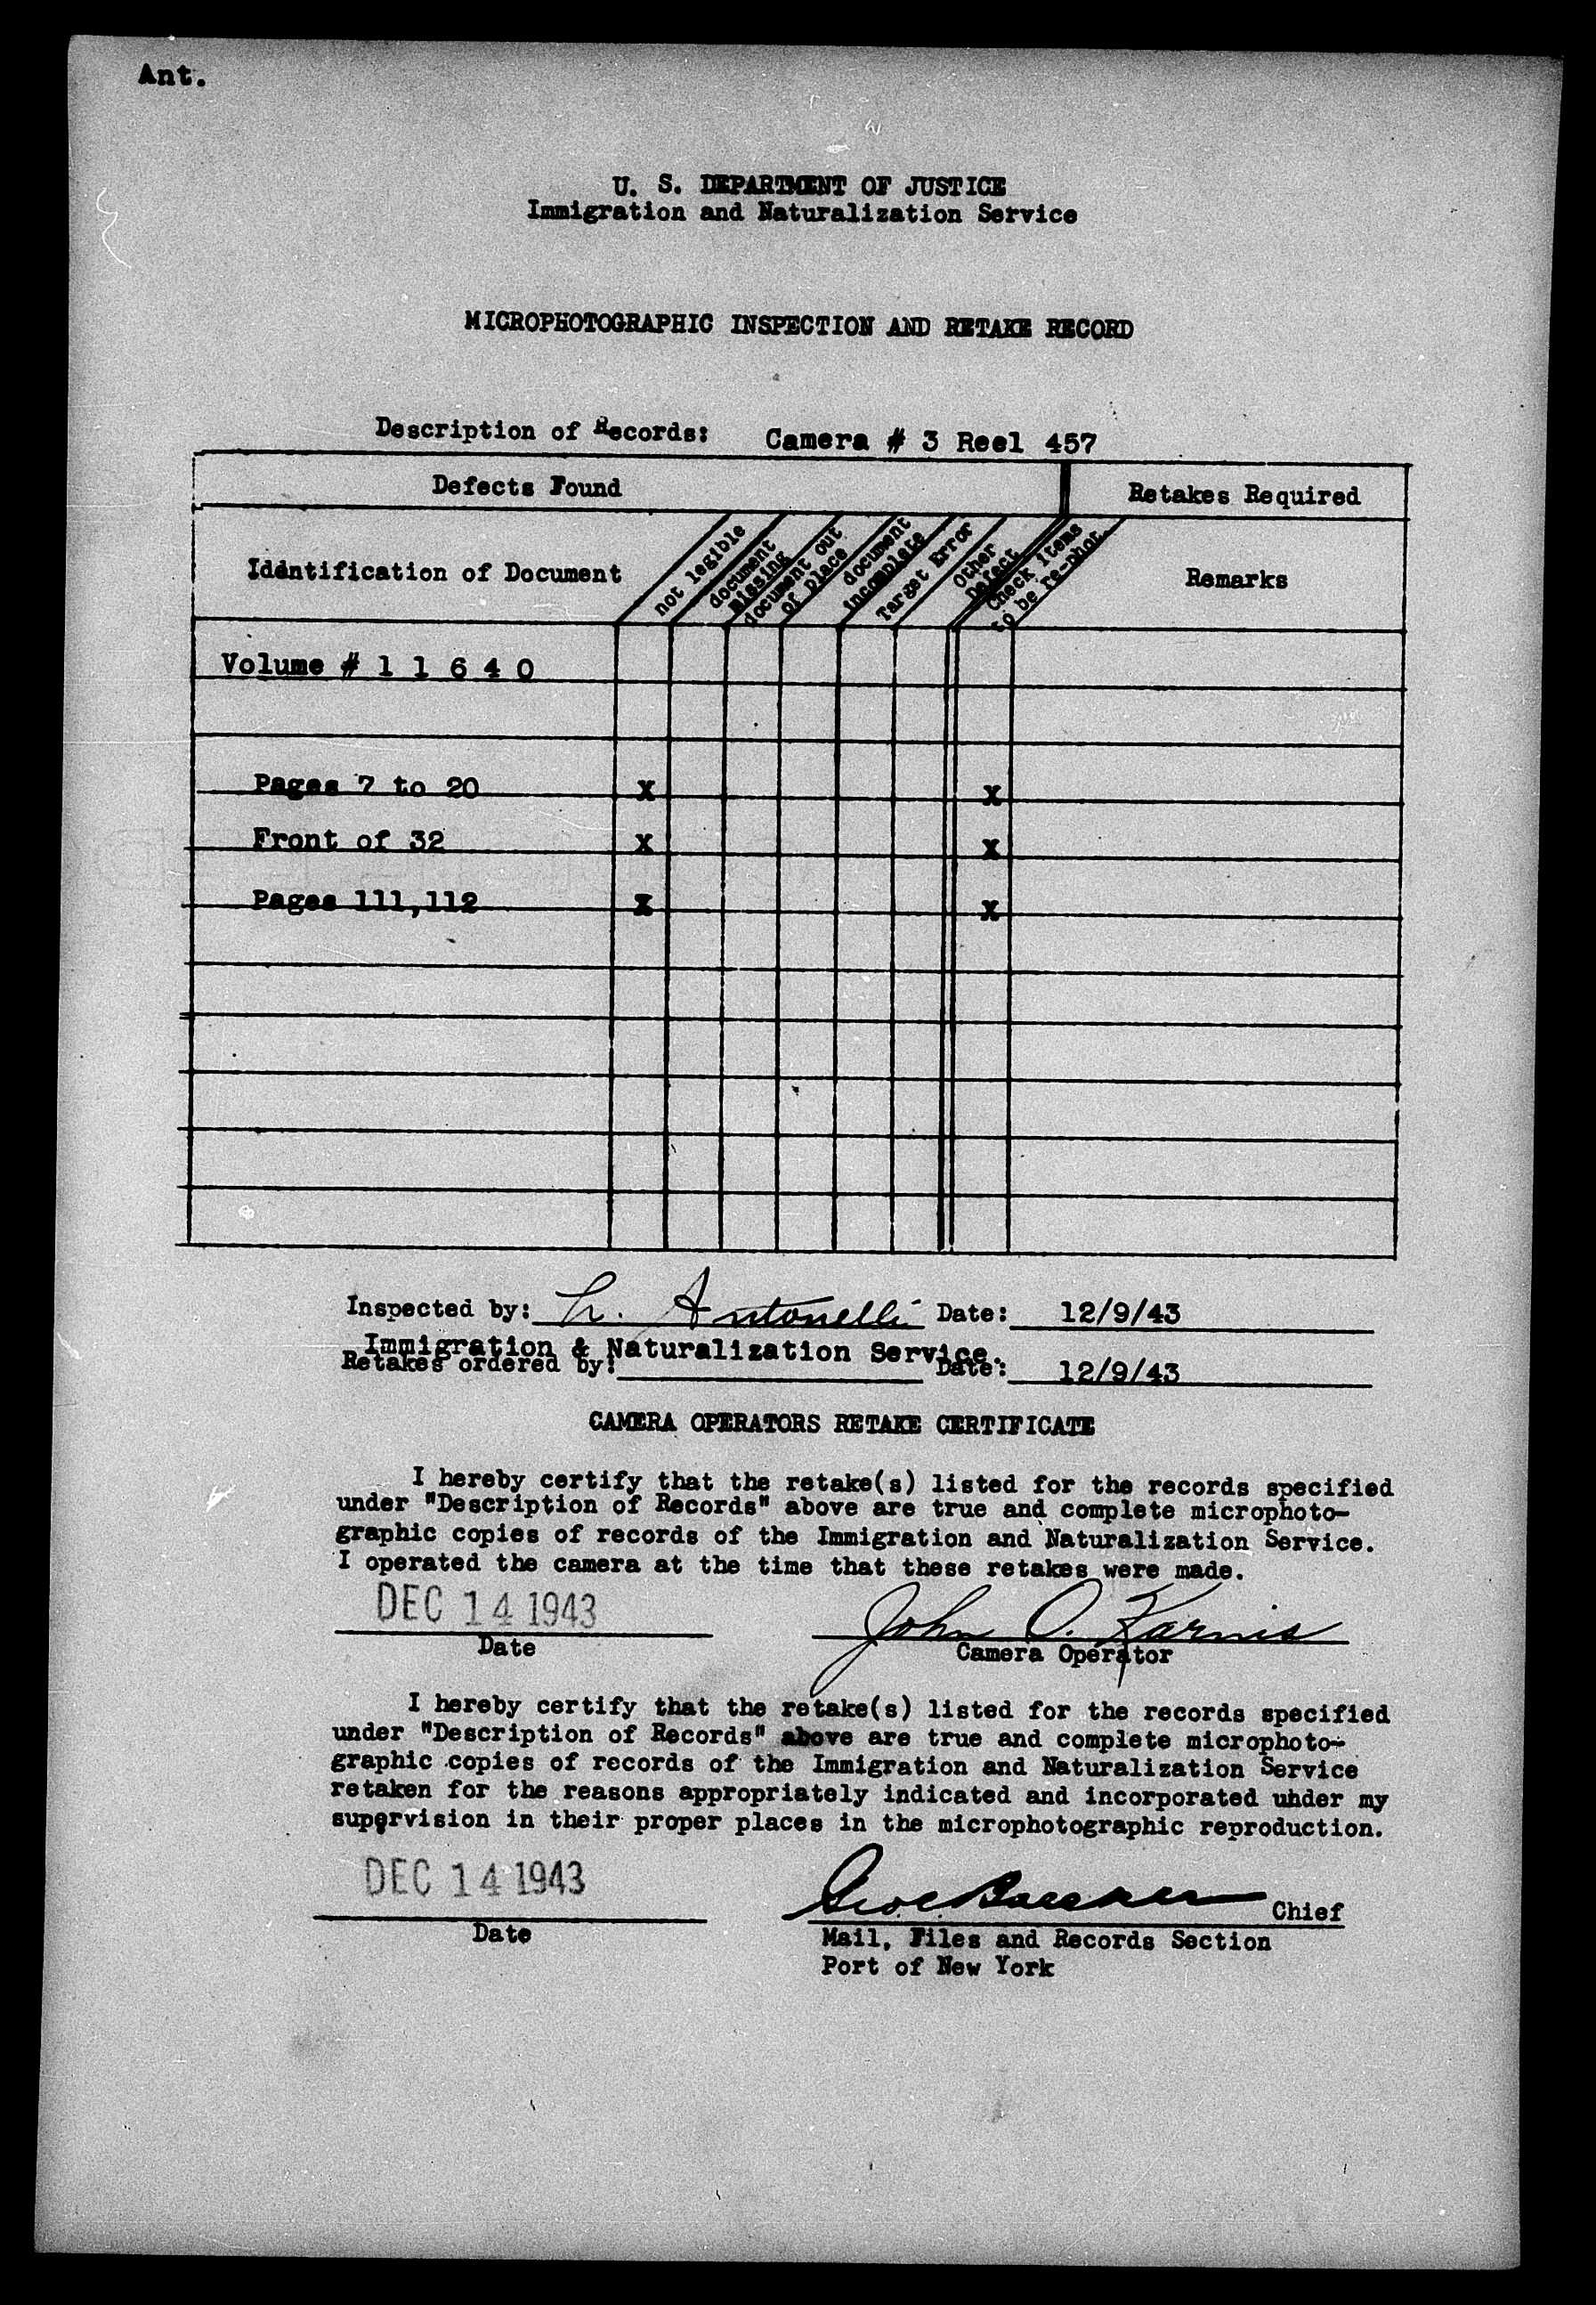 Ant.
U. S. DEPARTMENT OF JUSTICE
Immigration and Naturalization Service
MICROPHOTOGRAPHIC INSPECTION AND RETAKE RECORD
Description of Records: Camera # 3 Reel 457
Defects Found Retakes Required
Identification of Document
not legible
document
missing
document out
of place
document
incomplete
Target Error
Other
Defect
Check items
to be re-phot.
Remarks
Volume # 1 1 6 4 0
Pages 7 to 20 X X
Front of 32 X X
Pages 111,112 X X
Inspected by: L. Antonelli Date: 12/9/43
Immigration & Naturalization Service.
Retakes ordered by: Date: 12/9/43
CAMERA OPERATORS RETAKE CERTIFICATE
I hereby certify that the retake(s) listed for the records specified
under "Description of Records" above are true and complete microphoto-
graphic copies of records of the Immigration and Naturalization Service.
I operated the camera at the time that these retakes were made.
DEC 14 1943 John O. Karnis
Date Camera Operator
I hereby certify that the retake(s) listed for the records specified
under "Description of Records" above are true and complete microphoto-
graphic copies of records of the Immigration and Naturalization Service
retaken for the reasons appropriately indicated and incorporated uhder my
supervision in their proper places in the microphotographic reproduction.
DEC 14 1943
Chief
Date
Mail, Files and Records Section
Port of New York